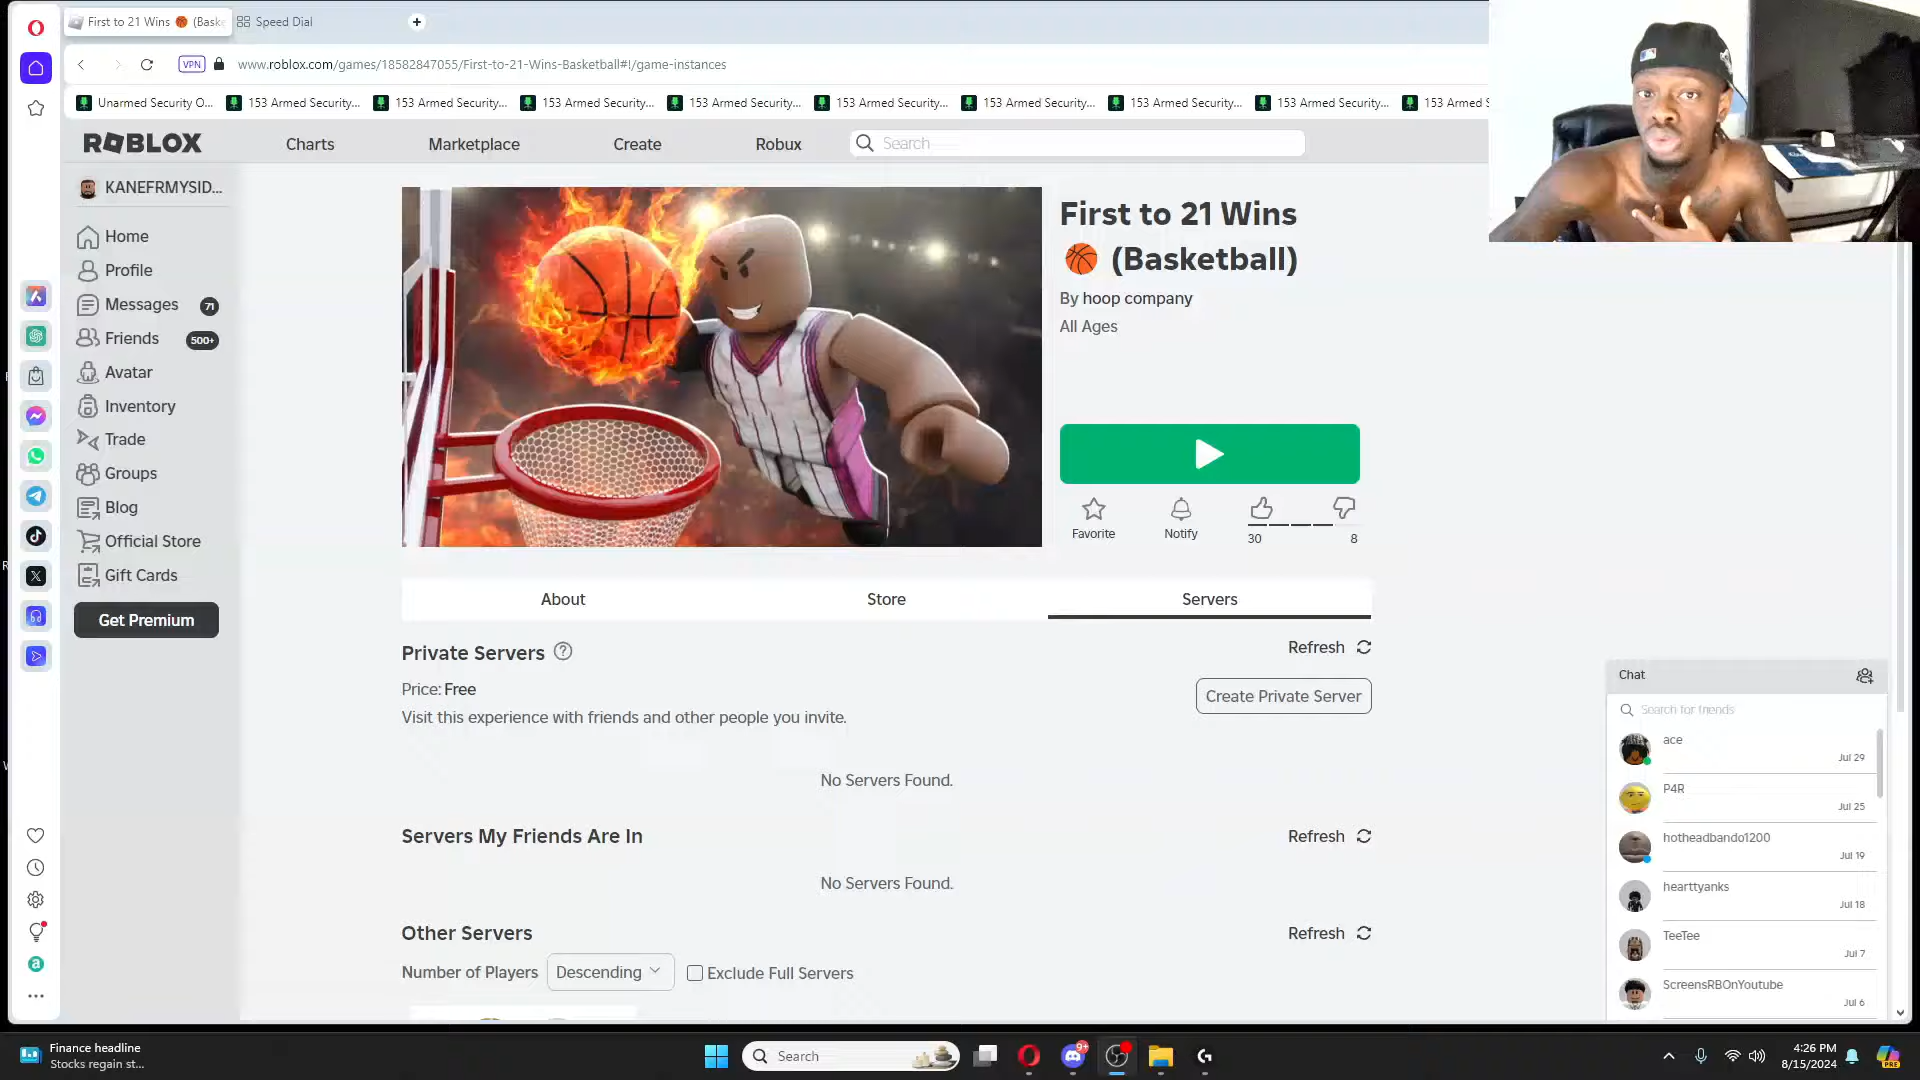 First to 21 Wins 🏀 (Baske
Speed Dial
VPN
www.roblox.com/games/18582847055/First-to-21-Wins-Basketball#!/game-instances
Unarmed Security O...
153 Armed Security...
153 Armed Security...
153 Armed Security...
153 Armed Security...
153 Armed Security...
153 Armed Security...
153 Armed Security...
153 Armed Security...
153 Armed S
ROBLOX
Charts
Marketplace
Create
Robux
Search
KANEFRMYSID...
Home
Profile
Messages 71
Friends 500+
Avatar
Inventory
Trade
Groups
Blog
Official Store
Gift Cards
Get Premium
First to 21 Wins
🏀 (Basketball)
By hoop company
All Ages
Favorite
Notify
30
8
About
Store
Servers
Private Servers
Refresh
Price: Free
Create Private Server
Visit this experience with friends and other people you invite.
No Servers Found.
Servers My Friends Are In
Refresh
No Servers Found.
Other Servers
Refresh
Number of Players
Descending
Exclude Full Servers
Chat
Search for friends
ace
Jul 29
P4R
Jul 25
hotheadbando1200
Jul 19
hearttyanks
Jul 18
TeeTee
Jul 7
ScreensRBOnYoutube
Jul 6
Finance headline
Stocks regain st...
Search
9+
4:26 PM
8/15/2024
PRE